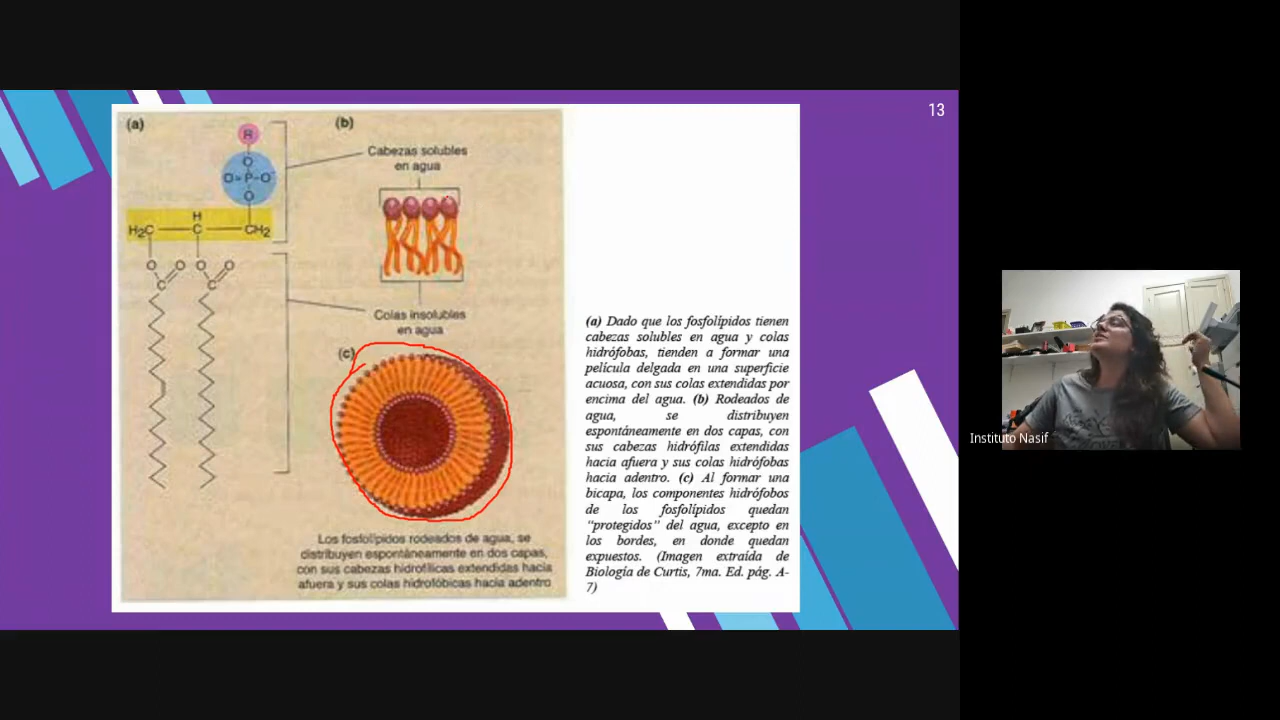 13
(a)
R
O
O=P-O-
O
H
H₂C — C — CH₂
O O O O
C C
(b)
Cabezas solubles
en agua
Colas insolubles
en agua
(c)
Los fosfolípidos rodeados de agua, se
distribuyen espontáneamente en dos capas,
con sus cabezas hidrofílicas extendidas hacia
afuera y sus colas hidrofóbicas hacia adentro
(a) Dado que los fosfolípidos tienen
cabezas solubles en agua y colas
hidrófobas, tienden a formar una
película delgada en una superficie
acuosa, con sus colas extendidas por
encima del agua. (b) Rodeados de
agua, se distribuyen
espontáneamente en dos capas, con
sus cabezas hidrófilas extendidas
hacia afuera y sus colas hidrófobas
hacia adentro. (c) Al formar una
bicapa, los componentes hidrófobos
de los fosfolípidos quedan
"protegidos" del agua, excepto en
los bordes, en donde quedan
expuestos. (Imagen extraída de
Biología de Curtis, 7ma. Ed. pág. A-
7)
Instituto Nasif